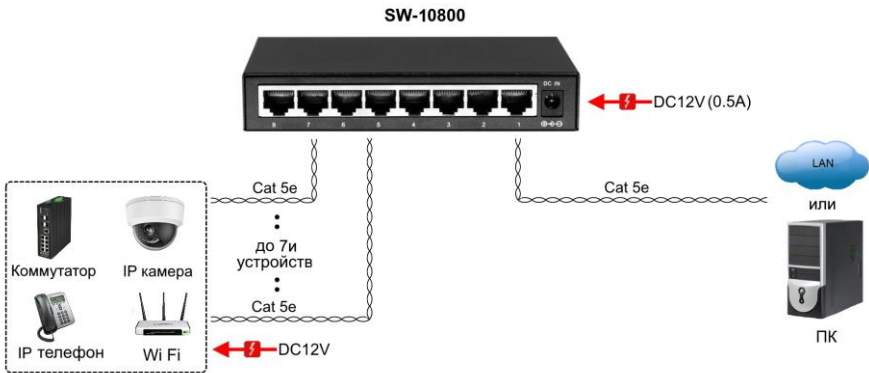 SW-10800
DC IN
8 7 6 5 4 3 2 1
DC12V (0.5A)
Cat 5e
Cat 5e
LAN
или
ПК
до 7и
устройств
Cat 5e
Коммутатор
IP камера
IP телефон
Wi Fi
DC12V